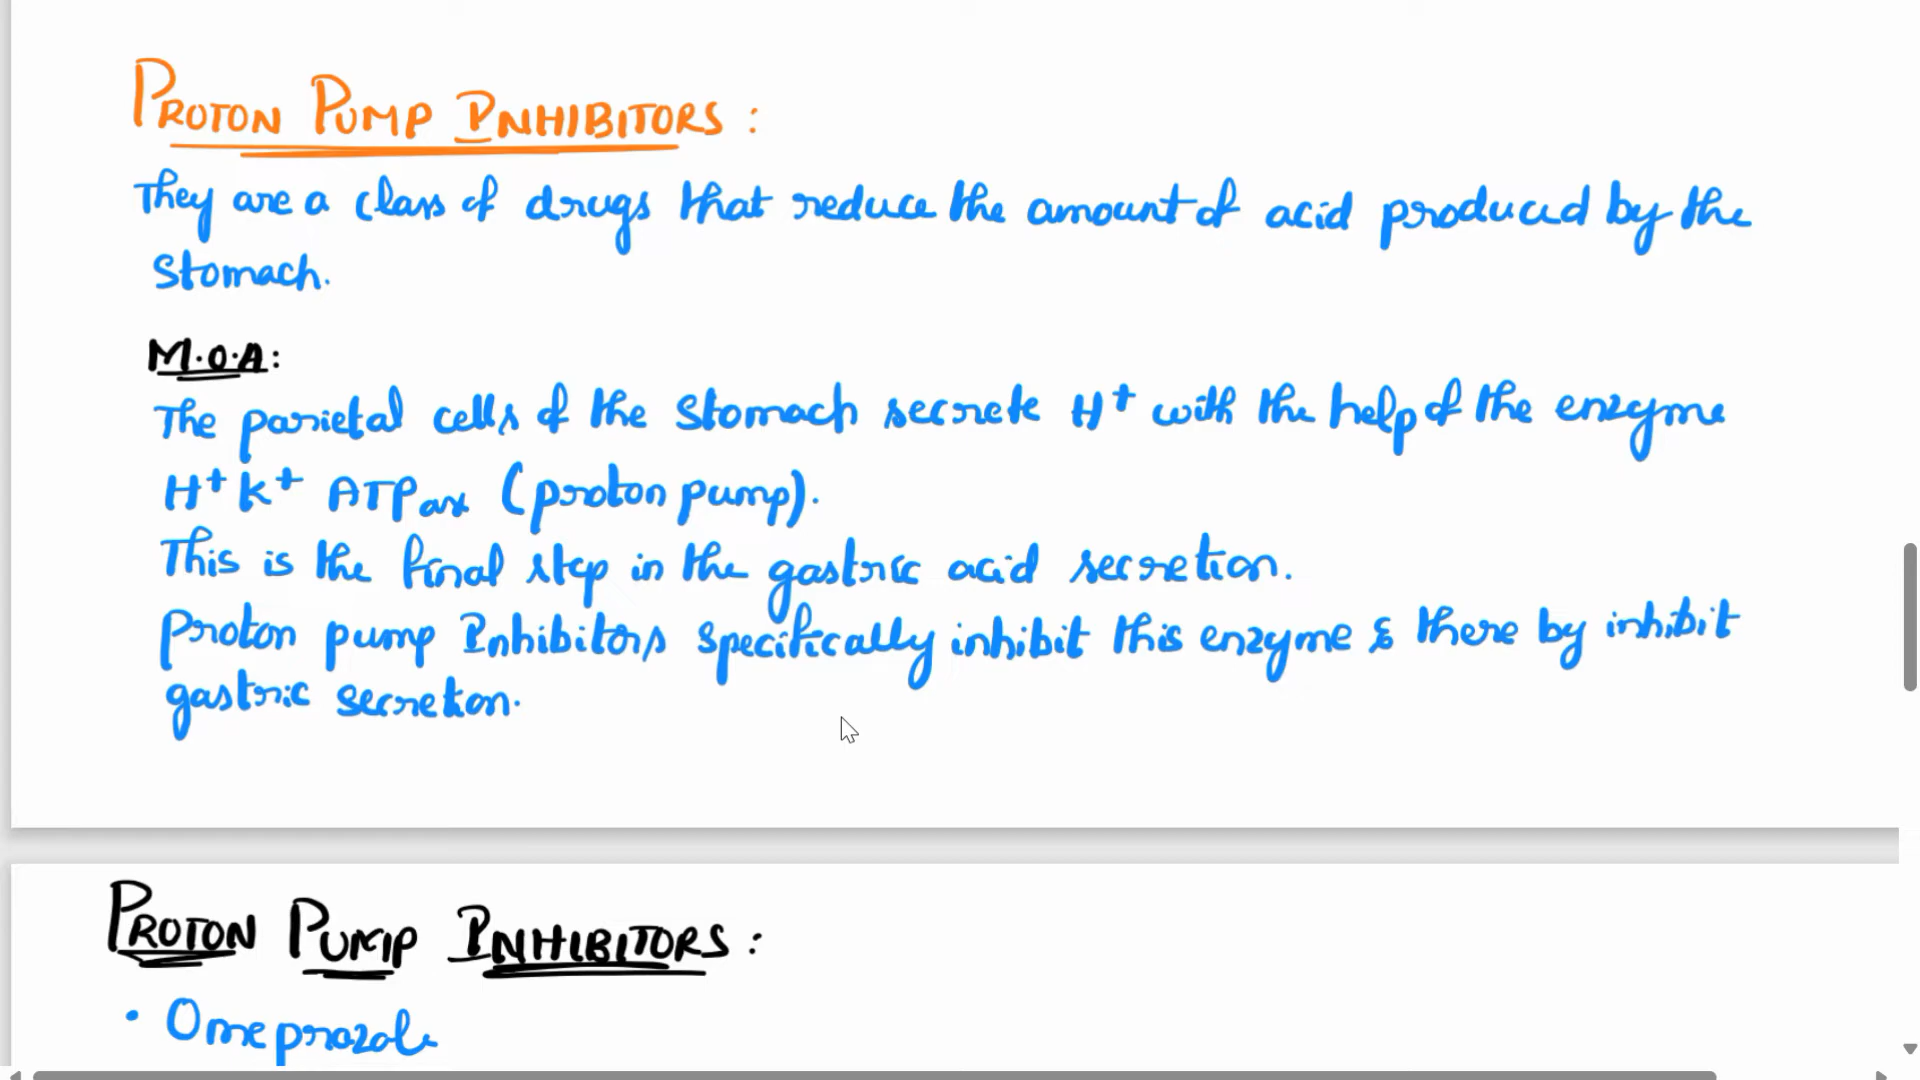 PROTON PUMP INHIBITORS :
They are a class of drugs that reduce the amount of acid produced by the
Stomach.
M.O.A:
The parietal cells of the stomach secrete H⁺ with the help of the enzyme
H⁺ K⁺ ATPase (proton pump).
This is the final step in the gastric acid secretion.
Proton pump Inhibitors specifically inhibit this enzyme & there by inhibit
gastric secretion.
PROTON PUMP INHIBITORS :
• Omeprazole